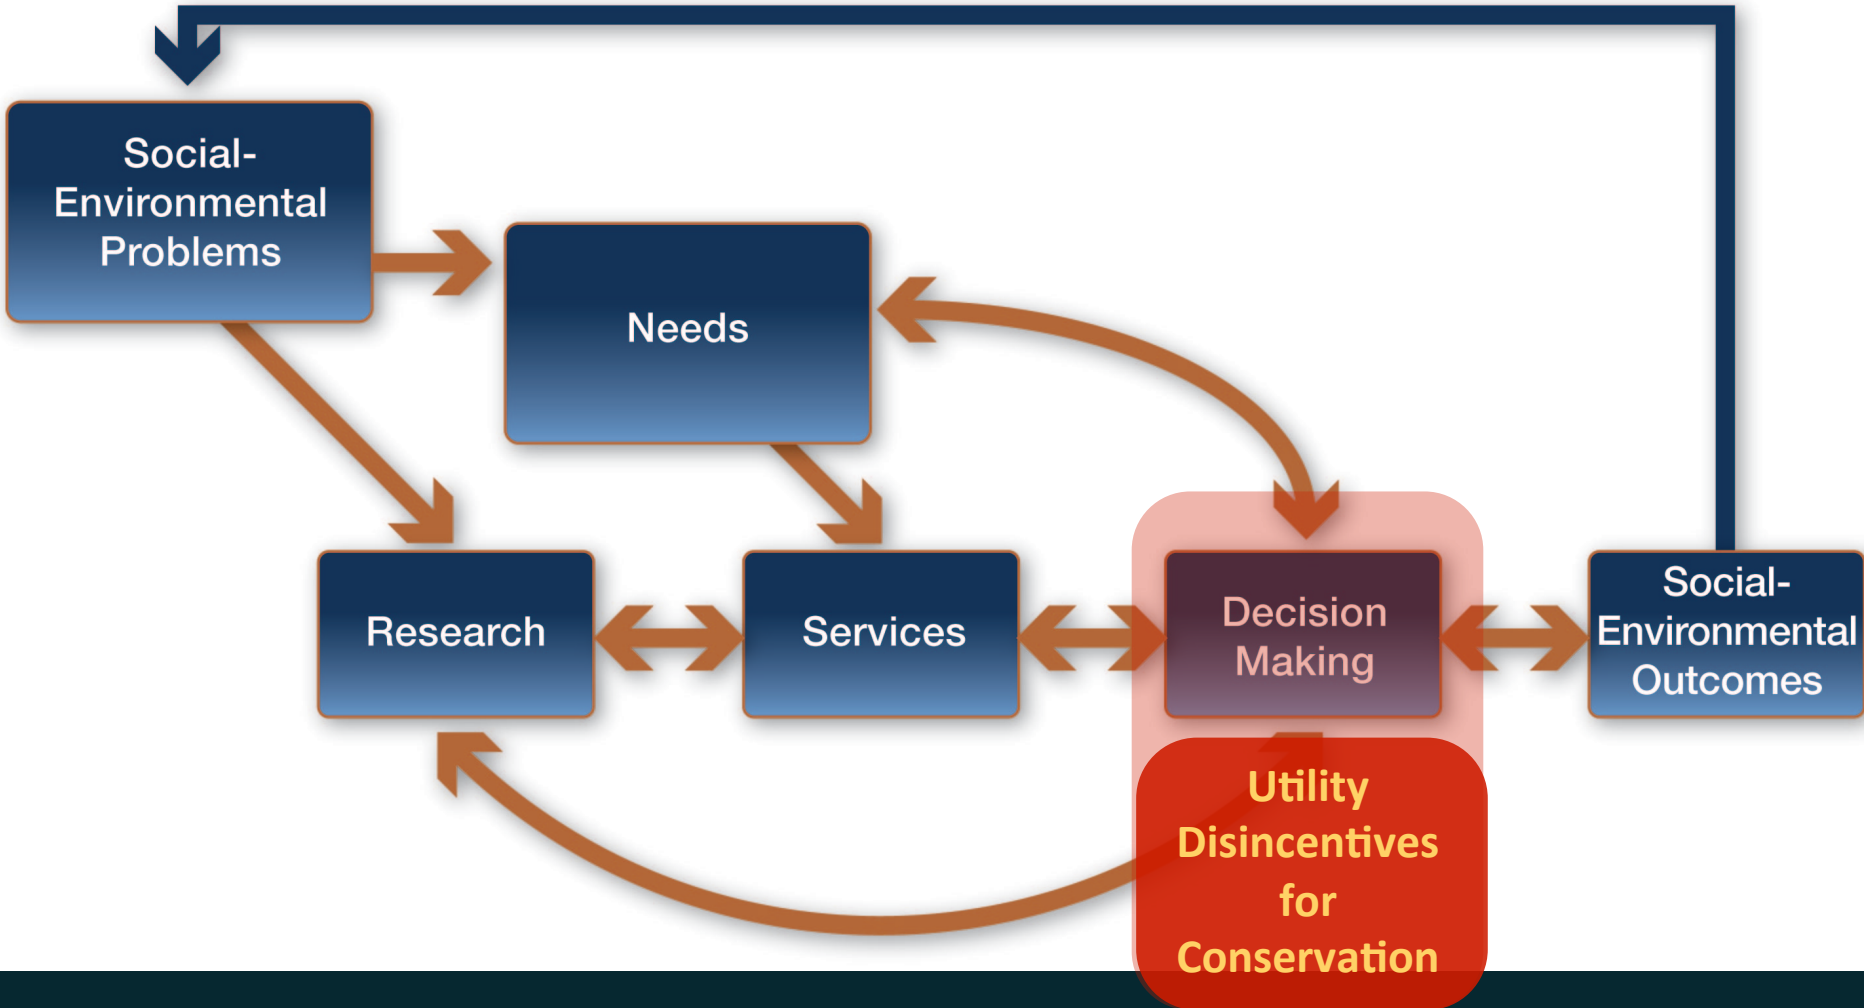 Social-
Environmental
Problems
Needs
Research
Services
Decision
Making
Social-
Environmental
Outcomes
Utility
Disincentives
for
Conservation